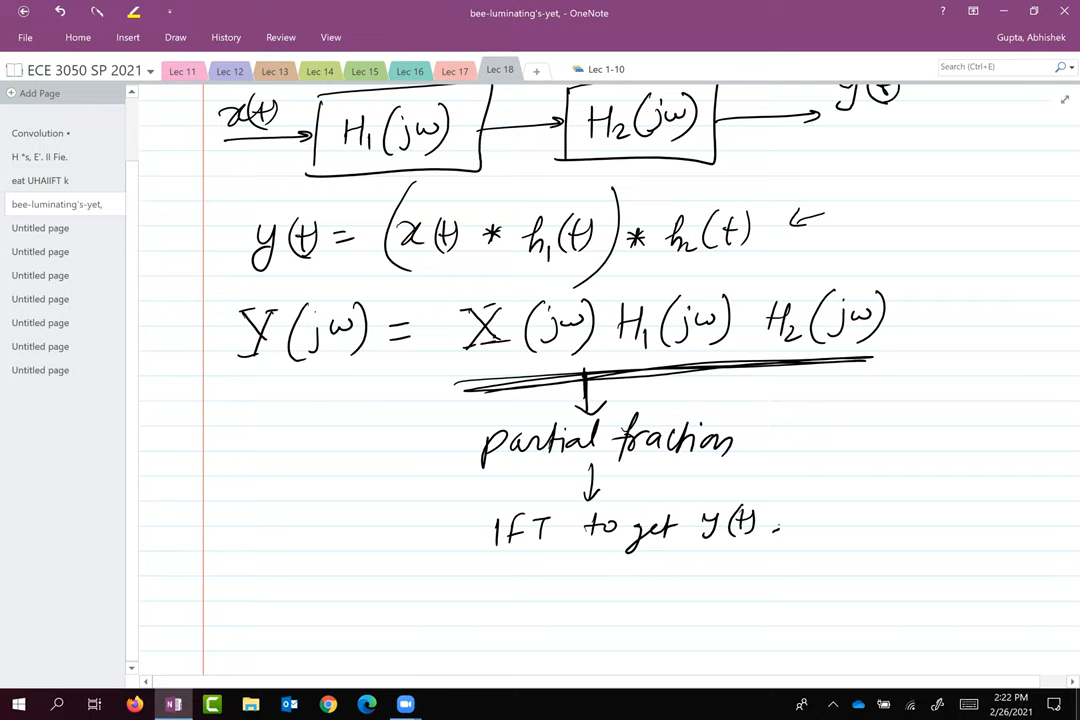 bee-luminating's-yet, - OneNote
File Home Insert Draw History Review View Gupta, Abhishek
ECE 3050 SP 2021 Lec 11 Lec 12 Lec 13 Lec 14 Lec 15 Lec 16 Lec 17 Lec 18 Lec 1-10 Search (Ctrl+E)
Add Page
Convolution •
H *s, E'. II Fie.
eat UHAIIFT k
bee-luminating's-yet,
Untitled page
Untitled page
Untitled page
Untitled page
Untitled page
Untitled page
Untitled page
x(t) H₁(jω) H₂(jω) y(t)
y(t) = (x(t) * h₁(t)) * h₂(t) ←
Y(jω) = X(jω) H₁(jω) H₂(jω)
↓
partial fraction
↓
IFT to get y(t).
2:22 PM
2/26/2021